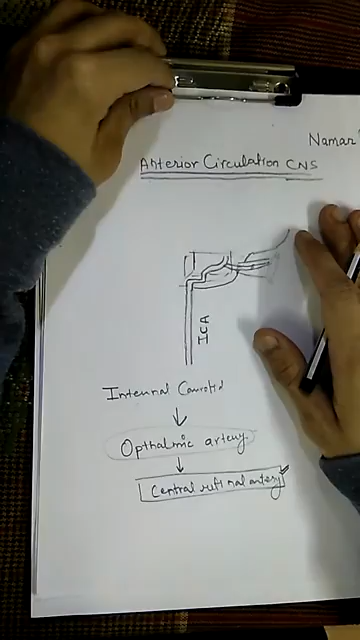 Naman
Anterior Circulation CNS
ICA
Internal Carotid
Opthalmic artery
Central retinal artery